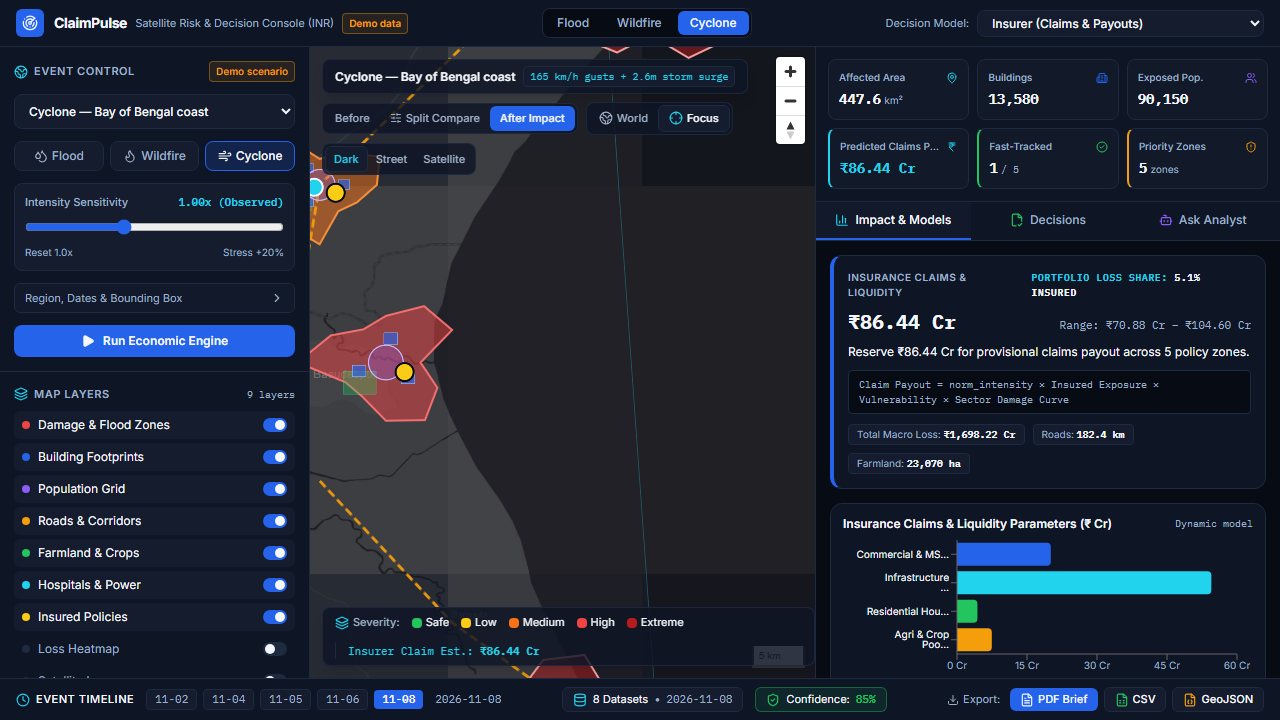 ClaimPulse Satellite Risk & Decision Console (INR) Demo data
Flood Wildfire Cyclone
Decision Model: Insurer (Claims & Payouts)
EVENT CONTROL Demo scenario
Cyclone — Bay of Bengal coast
Flood Wildfire Cyclone
Intensity Sensitivity 1.00x (Observed)
Reset 1.0x Stress +20%
Region, Dates & Bounding Box
Run Economic Engine
MAP LAYERS 9 layers
Damage & Flood Zones
Building Footprints
Population Grid
Roads & Corridors
Farmland & Crops
Hospitals & Power
Insured Policies
Loss Heatmap
Cyclone — Bay of Bengal coast 165 km/h gusts + 2.6m storm surge
Before Split Compare After Impact World Focus
Dark Street Satellite
Severity: Safe Low Medium High Extreme
Insurer Claim Est.: ₹86.44 Cr
5 km
Affected Area
447.6 km²
Buildings
13,580
Exposed Pop.
90,150
Predicted Claims P...
₹86.44 Cr
Fast-Tracked
1 / 5
Priority Zones
5 zones
Impact & Models Decisions Ask Analyst
INSURANCE CLAIMS & LIQUIDITY
PORTFOLIO LOSS SHARE: 5.1% INSURED
₹86.44 Cr Range: ₹70.88 Cr – ₹104.60 Cr
Reserve ₹86.44 Cr for provisional claims payout across 5 policy zones.
Claim Payout = norm_intensity × Insured Exposure ×
Vulnerability × Sector Damage Curve
Total Macro Loss: ₹1,698.22 Cr Roads: 182.4 km
Farmland: 23,070 ha
Insurance Claims & Liquidity Parameters (₹ Cr) Dynamic model
Commercial & MS...
Infrastructure
...
Residential Hou...
Agri & Crop
Poo...
0 Cr 15 Cr 30 Cr 45 Cr 60 Cr
EVENT TIMELINE 11-02 11-04 11-05 11-06 11-08 2026-11-08
8 Datasets • 2026-11-08 Confidence: 85%
Export: PDF Brief CSV GeoJSON